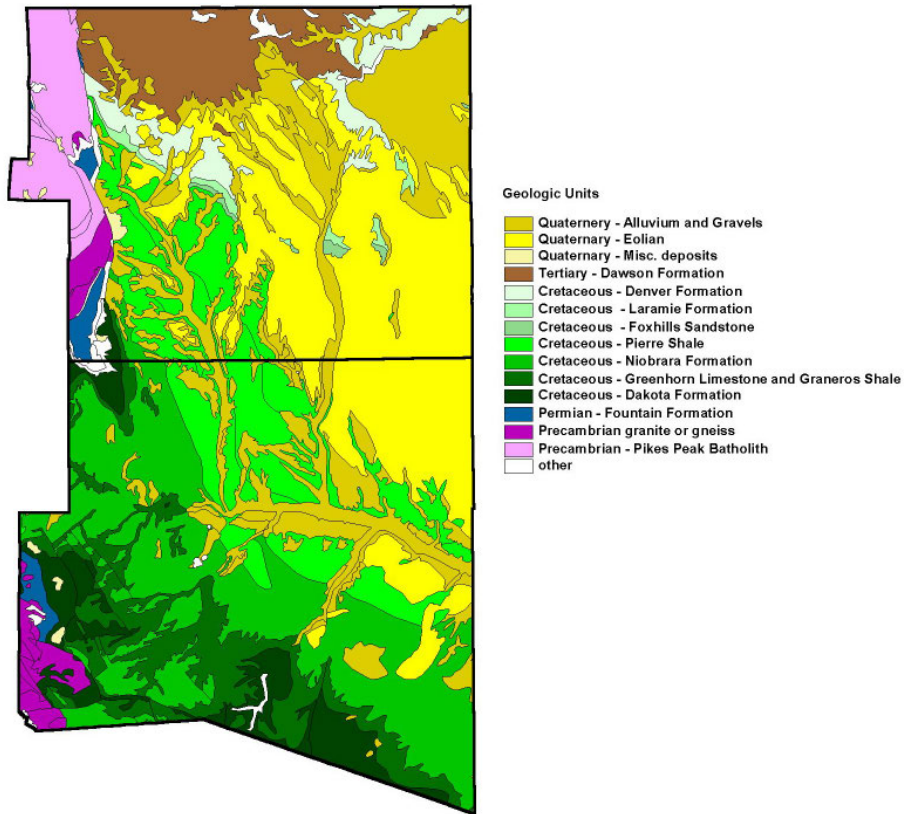 Geologic Units
Quaternery - Alluvium and Gravels
Quaternary - Eolian
Quaternary - Misc. deposits
Tertiary - Dawson Formation
Cretaceous - Denver Formation
Cretaceous - Laramie Formation
Cretaceous - Foxhills Sandstone
Cretaceous - Pierre Shale
Cretaceous - Niobrara Formation
Cretaceous - Greenhorn Limestone and Graneros Shale
Cretaceous - Dakota Formation
Permian - Fountain Formation
Precambrian granite or gneiss
Precambrian - Pikes Peak Batholith
other